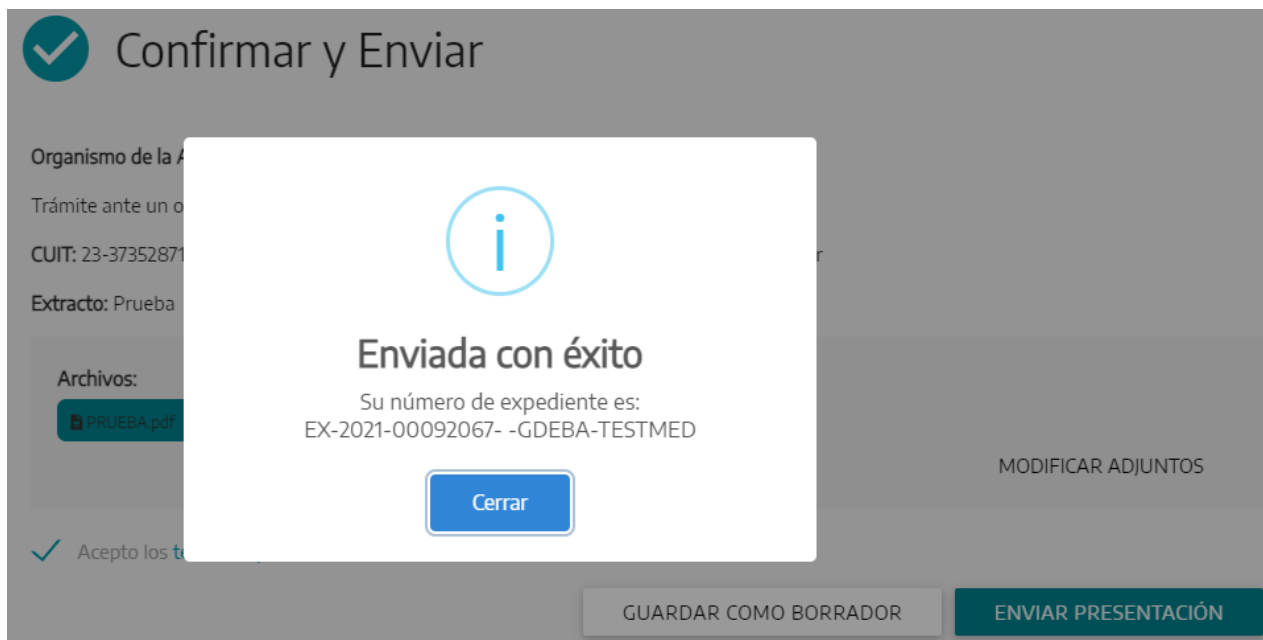 Confirmar y Enviar
Organismo de la
Trámite ante un
CUIT: 23-37352871
Extracto: Prueba
Enviada con éxito
Su número de expediente es:
EX-2021-00092067- -GDEBA-TESTMED
Cerrar
Archivos:
PRUEBA.pdf
MODIFICAR ADJUNTOS
Acepto los
GUARDAR COMO BORRADOR
ENVIAR PRESENTACIÓN